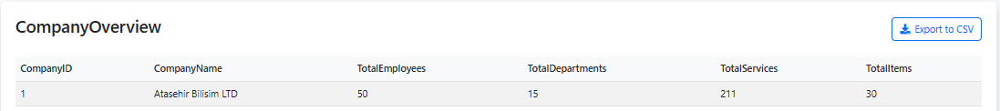 CompanyOverview
Export to CSV
CompanyID CompanyName TotalEmployees TotalDepartments TotalServices TotalItems
1 Atasehir Bilisim LTD 50 15 211 30